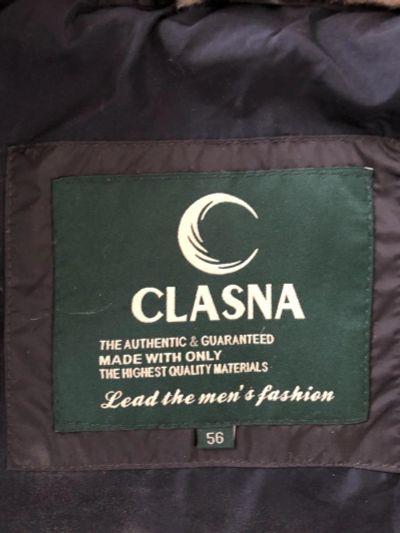 CLASNA
THE AUTHENTIC & GUARANTEED
MADE WITH ONLY
THE HIGHEST QUALITY MATERIALS
Lead the men's fashion
56